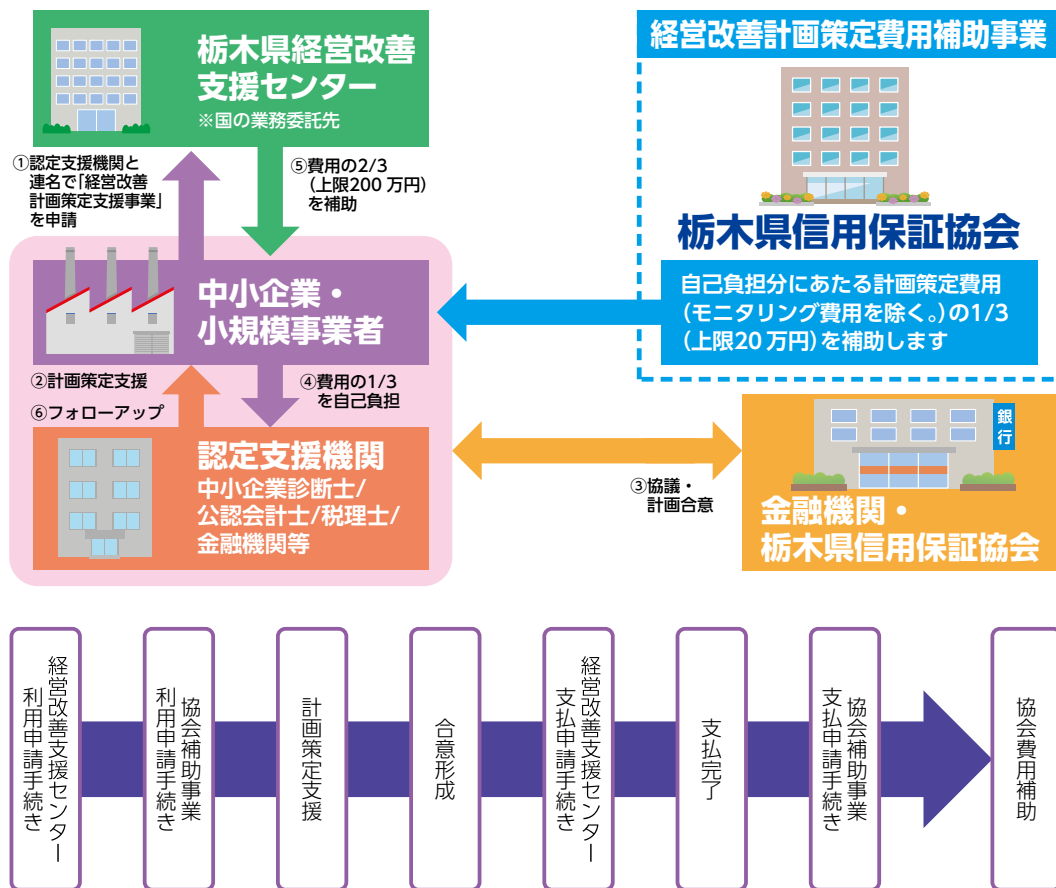 栃木県経営改善
支援センター
※国の業務委託先
経営改善計画策定費用補助事業
栃木県信用保証協会
自己負担分にあたる計画策定費用
(モニタリング費用を除く。)の1/3
(上限20万円)を補助します
①認定支援機関と
連名で「経営改善
計画策定支援事業」
を申請
⑤費用の2/3
(上限200万円)
を補助
中小企業・
小規模事業者
②計画策定支援
⑥フォローアップ
④費用の1/3
を自己負担
認定支援機関
中小企業診断士/
公認会計士/税理士/
金融機関等
③協議・
計画合意
銀行
金融機関・
栃木県信用保証協会
経営改善支援センター
利用申請手続き
協会補助事業
利用申請手続き
計画策定支援
合意形成
経営改善支援センター
支払申請手続き
支払完了
協会補助事業
支払申請手続き
協会費用補助